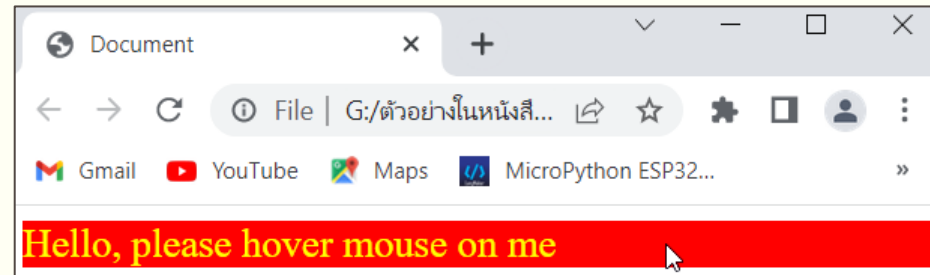 Document
File | G:/ตัวอย่างในหนังสื...
Gmail YouTube Maps MicroPython ESP32... »
Hello, please hover mouse on me